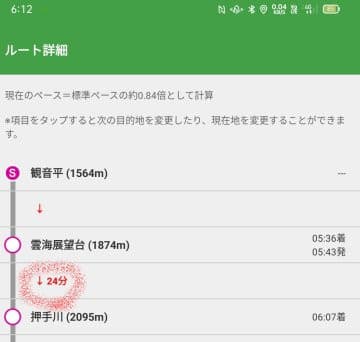 6:12
ルート詳細
現在のペース＝標準ペースの約0.84倍として計算
※項目をタップすると次の目的地を変更したり、現在地を変更することができま
す。
S 観音平 (1564m) ---
↓
雲海展望台 (1874m) 05:36着
05:43発
↓ 24分
押手川 (2095m) 06:07着